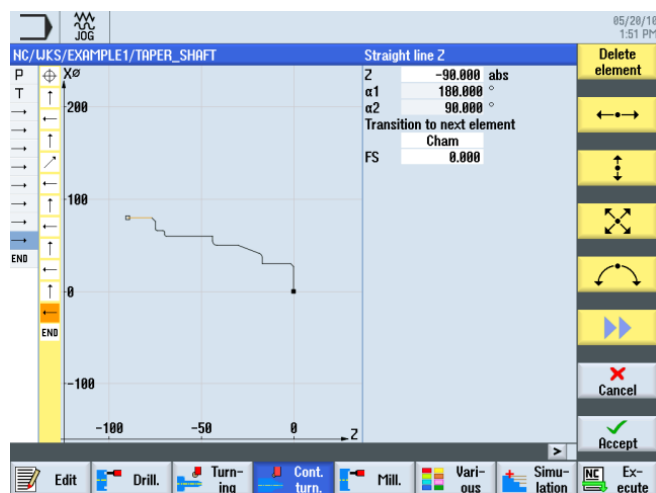 JOG
05/20/10
1:51 PM
NC/WKS/EXAMPLE1/TAPER_SHAFT
Straight line Z
Delete
element
P
T
END
END
XØ
200
100
0
-100
-100
-50
0
Z
Z -90.000 abs
α1 180.000 °
α2 90.000 °
Transition to next element
Cham
FS 0.000
Cancel
>
Accept
Edit
Drill.
Turn-
ing
Cont.
turn.
Mill.
Vari-
ous
Simu-
lation
NC
Ex-
ecute